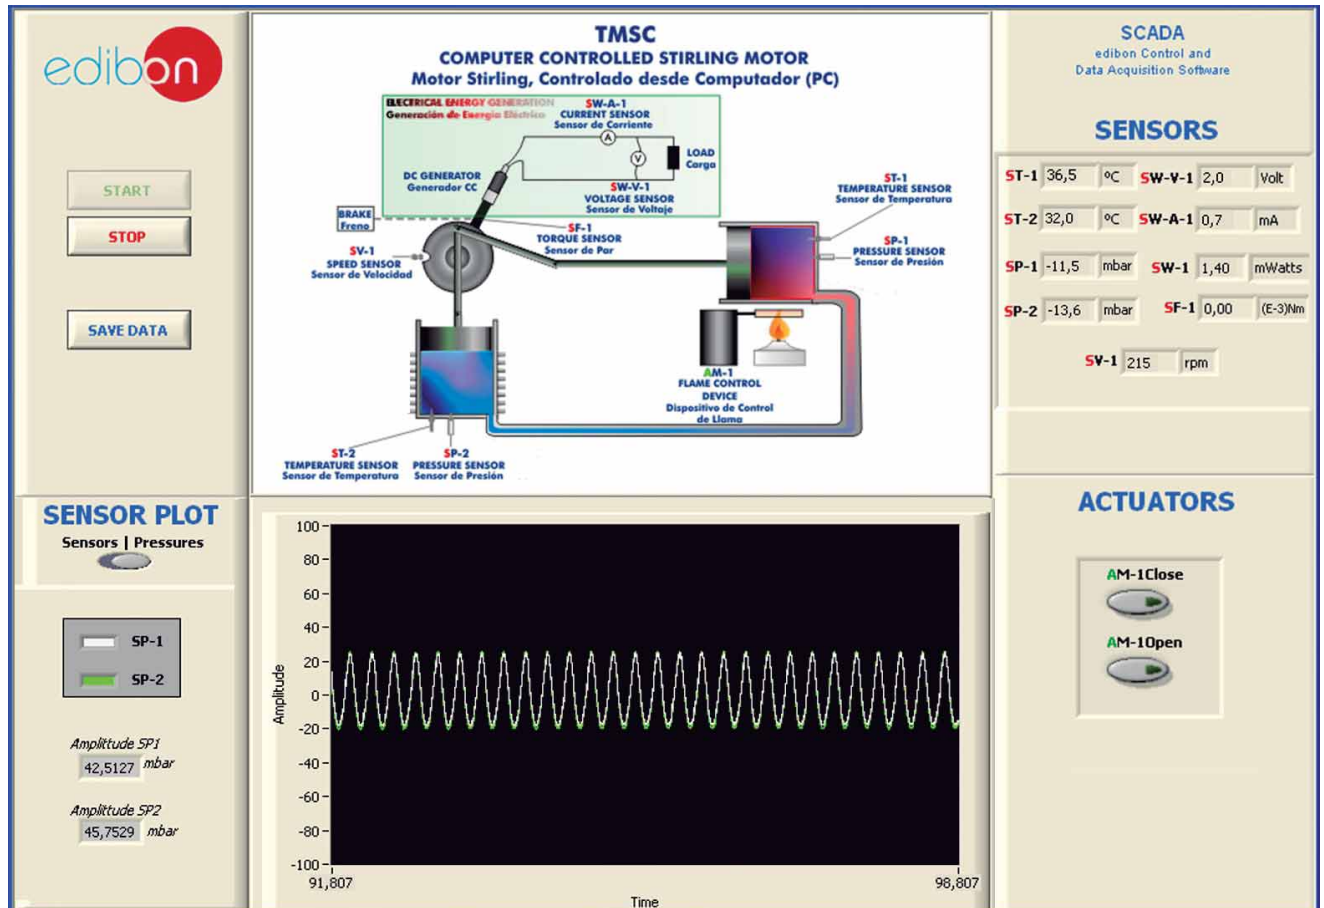 edibon
START
STOP
SAVE DATA
TMSC
COMPUTER CONTROLLED STIRLING MOTOR
Motor Stirling, Controlado desde Computador (PC)
ELECTRICAL ENERGY GENERATION
Generación de Energía Eléctrica
SW-A-1
CURRENT SENSOR
Sensor de Corriente
A
V
LOAD
Carga
DC GENERATOR
Generador CC
SW-V-1
VOLTAGE SENSOR
Sensor de Voltaje
BRAKE
Freno
SF-1
TORQUE SENSOR
Sensor de Par
SV-1
SPEED SENSOR
Sensor de Velocidad
ST-1
TEMPERATURE SENSOR
Sensor de Temperatura
SP-1
PRESSURE SENSOR
Sensor de Presión
AM-1
FLAME CONTROL
DEVICE
Dispositivo de Control
de Llama
ST-2
TEMPERATURE SENSOR
Sensor de Temperatura
SP-2
PRESSURE SENSOR
Sensor de Presión
SCADA
edibon Control and
Data Acquisition Software
SENSORS
ST-1 36,5 ºC SW-V-1 2,0 Volt
ST-2 32,0 ºC SW-A-1 0,7 mA
SP-1 -11,5 mbar SW-1 1,40 mWatts
SP-2 -13,6 mbar SF-1 0,00 (E-3)Nm
SV-1 215 rpm
SENSOR PLOT
Sensors | Pressures
SP-1
SP-2
Amplittude SP1
42,5127 mbar
Amplittude SP2
45,7529 mbar
Amplitude
100
80
60
40
20
0
-20
-40
-60
-80
-100
91,807 98,807
Time
ACTUATORS
AM-1Close
AM-1Open